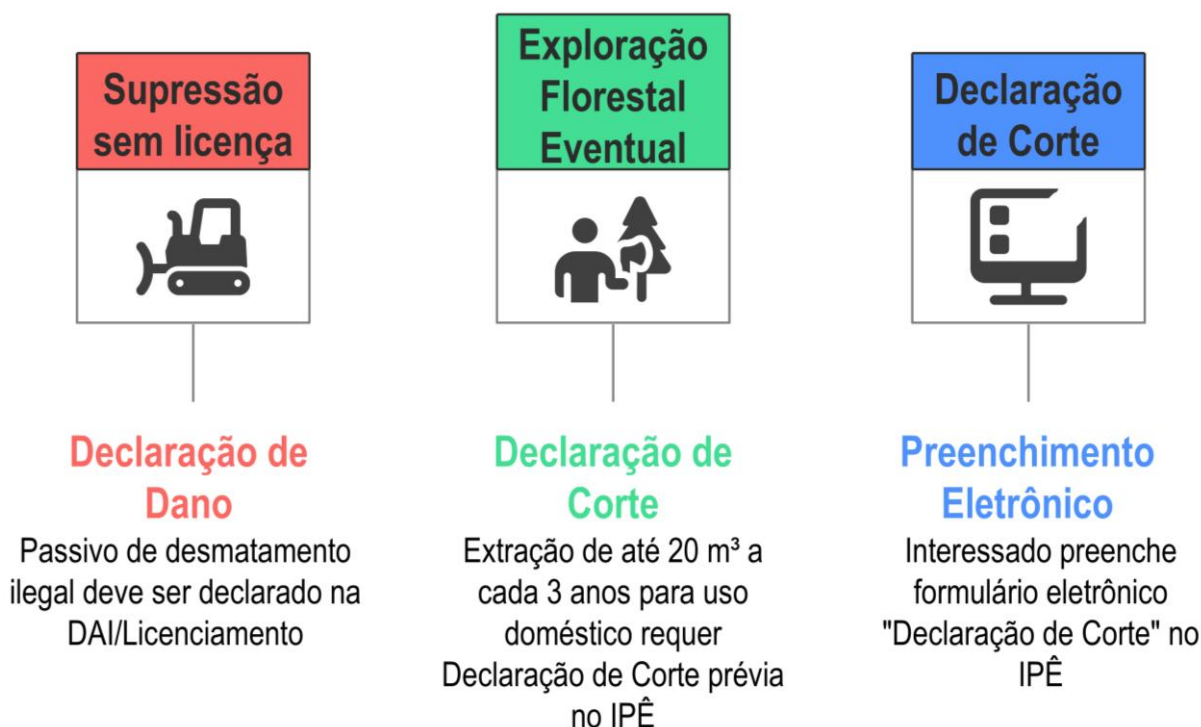 Supressão
sem licença
Declaração de
Dano
Passivo de desmatamento
ilegal deve ser declarado na
DAI/Licenciamento
Exploração
Florestal
Eventual
Declaração de
Corte
Extração de até 20 m³ a
cada 3 anos para uso
doméstico requer
Declaração de Corte prévia
no IPÊ
Declaração
de Corte
Preenchimento
Eletrônico
Interessado preenche
formulário eletrônico
"Declaração de Corte" no
IPÊ